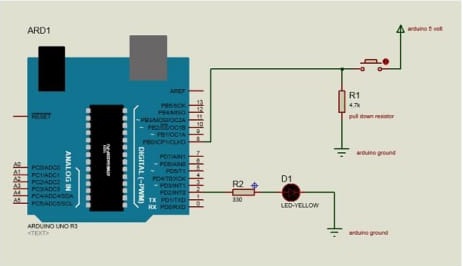 ARD1
arduino 5 volt
AREF
RESET
13
PB5/SCK
12
PB4/MISO
11
~ PB3/MOSI/OC2A
10
~ PB2/SS/OC1B
9
~ PB1/OC1A
8
PB0/ICP1/CLKO
R1
4.7k
pull down resistor
arduino ground
7
PD7/AIN1
6
~ PD6/AIN0
5
~ PD5/T1
4
PD4/T0/XCK
3
~ PD3/INT1
2
PD2/INT0
1
TX PD1/TXD
0
RX PD0/RXD
ANALOG IN
DIGITAL (~PWM)
A0
PC0/ADC0
A1
PC1/ADC1
A2
PC2/ADC2
A3
PC3/ADC3
A4
PC4/ADC4/SDA
A5
PC5/ADC5/SCL
R2
330
D1
LED-YELLOW
arduino ground
ARDUINO UNO R3
<TEXT>